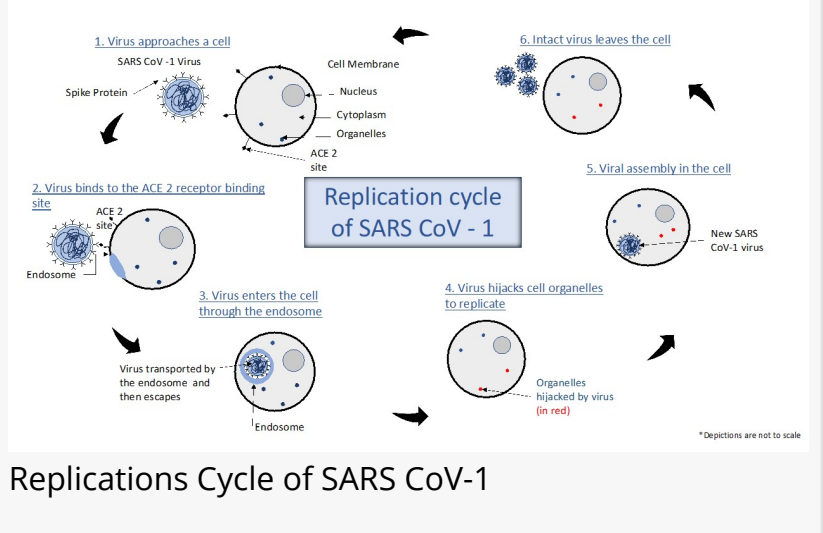 1. Virus approaches a cell
SARS CoV -1 Virus
Spike Protein
Cell Membrane
Nucleus
Cytoplasm
Organelles
ACE 2
site
6. Intact virus leaves the cell
2. Virus binds to the ACE 2 receptor binding
site
ACE 2
site
Endosome
Replication cycle
of SARS CoV - 1
5. Viral assembly in the cell
New SARS
CoV-1 virus
3. Virus enters the cell
through the endosome
Virus transported by
the endosome and
then escapes
Endosome
4. Virus hijacks cell organelles
to replicate
Organelles
hijacked by virus
(in red)
*Depictions are not to scale
Replications Cycle of SARS CoV-1